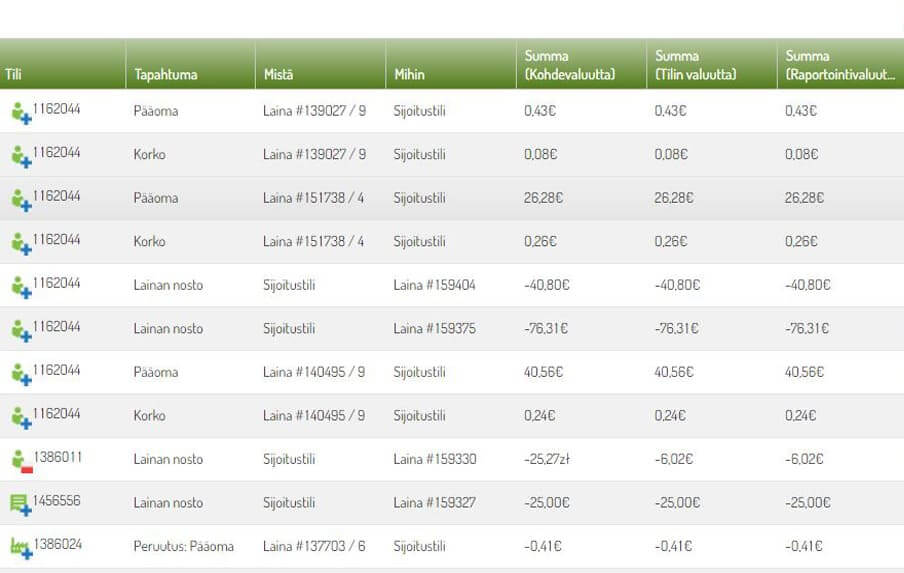 Tili Tapahtuma Mistä Mihin Summa (Kohdevaluutta) Summa (Tilin valuutta) Summa (Raportointivaluut...
1162044 Pääoma Laina #139027 / 9 Sijoitustili 0,43€ 0,43€ 0,43€
1162044 Korko Laina #139027 / 9 Sijoitustili 0,08€ 0,08€ 0,08€
1162044 Pääoma Laina #151738 / 4 Sijoitustili 26,28€ 26,28€ 26,28€
1162044 Korko Laina #151738 / 4 Sijoitustili 0,26€ 0,26€ 0,26€
1162044 Lainan nosto Sijoitustili Laina #159404 -40,80€ -40,80€ -40,80€
1162044 Lainan nosto Sijoitustili Laina #159375 -76,31€ -76,31€ -76,31€
1162044 Pääoma Laina #140495 / 9 Sijoitustili 40,56€ 40,56€ 40,56€
1162044 Korko Laina #140495 / 9 Sijoitustili 0,24€ 0,24€ 0,24€
1386011 Lainan nosto Sijoitustili Laina #159330 -25,27zł -6,02€ -6,02€
1456556 Lainan nosto Sijoitustili Laina #159327 -25,00€ -25,00€ -25,00€
1386024 Peruutus: Pääoma Laina #137703 / 6 Sijoitustili -0,41€ -0,41€ -0,41€